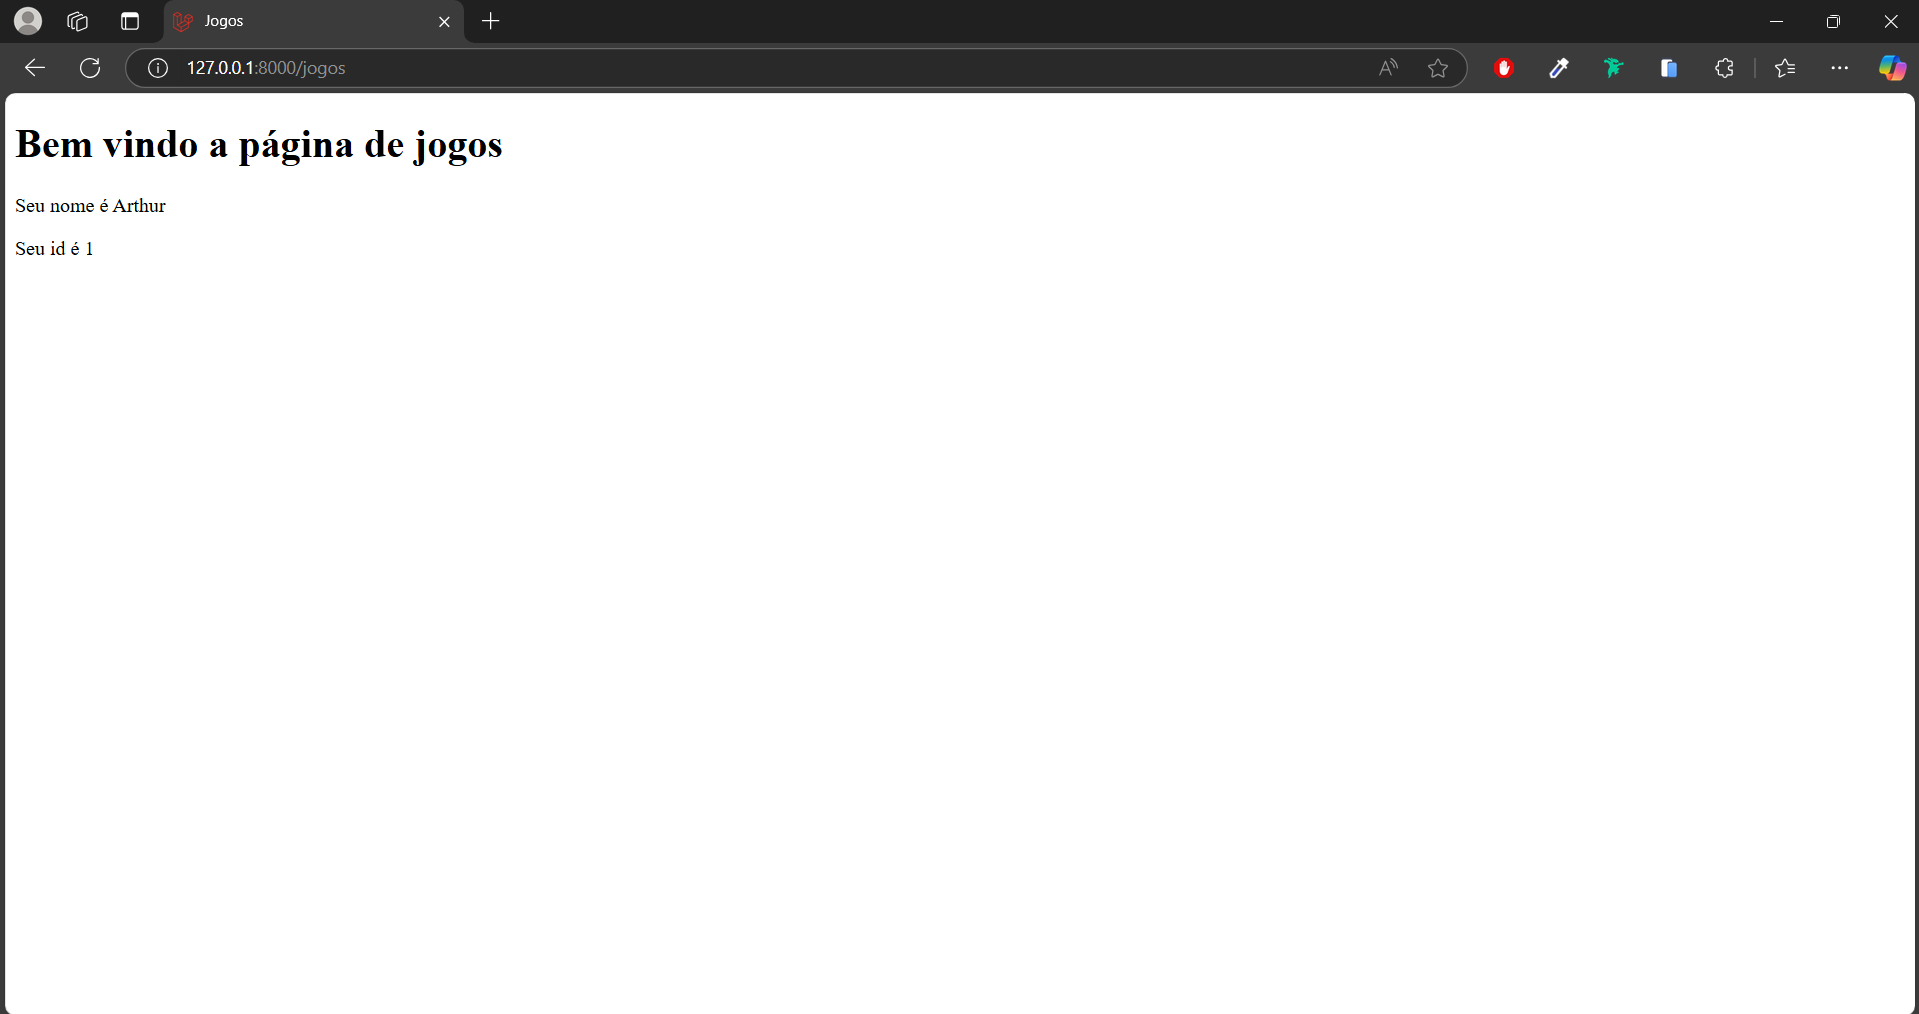 Jogos
127.0.0.1:8000/jogos
Bem vindo a página de jogos
Seu nome é Arthur
Seu id é 1